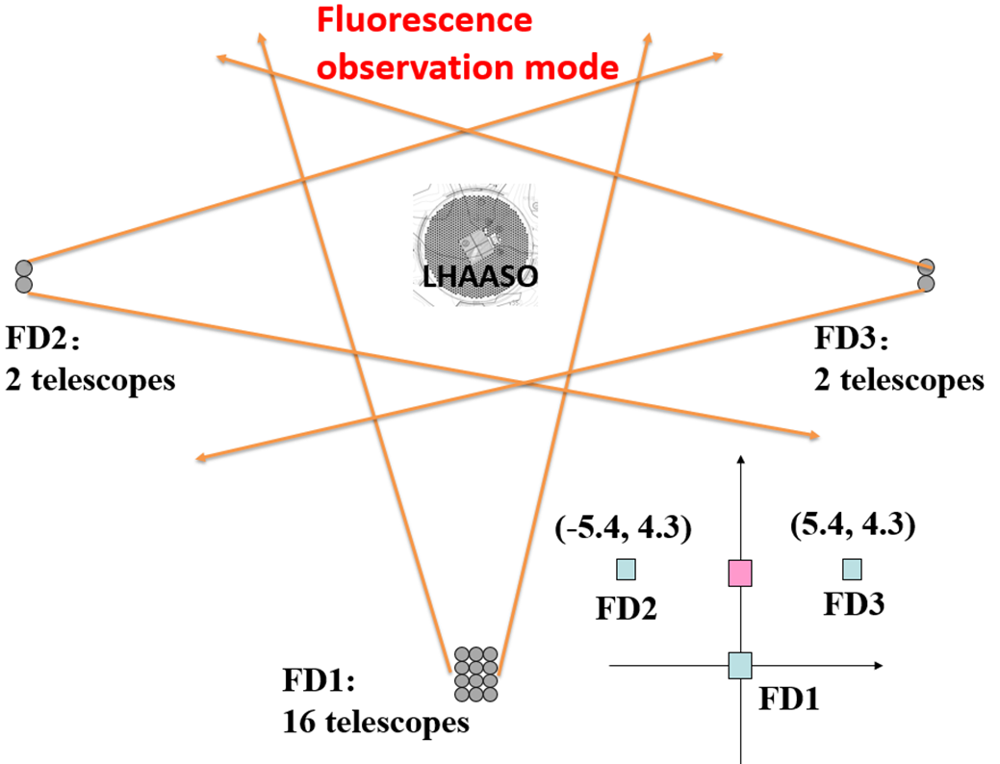 Fluorescence
observation mode
LHAASO
FD2：
2 telescopes
FD3：
2 telescopes
(-5.4, 4.3)
(5.4, 4.3)
FD2
FD3
FD1:
16 telescopes
FD1